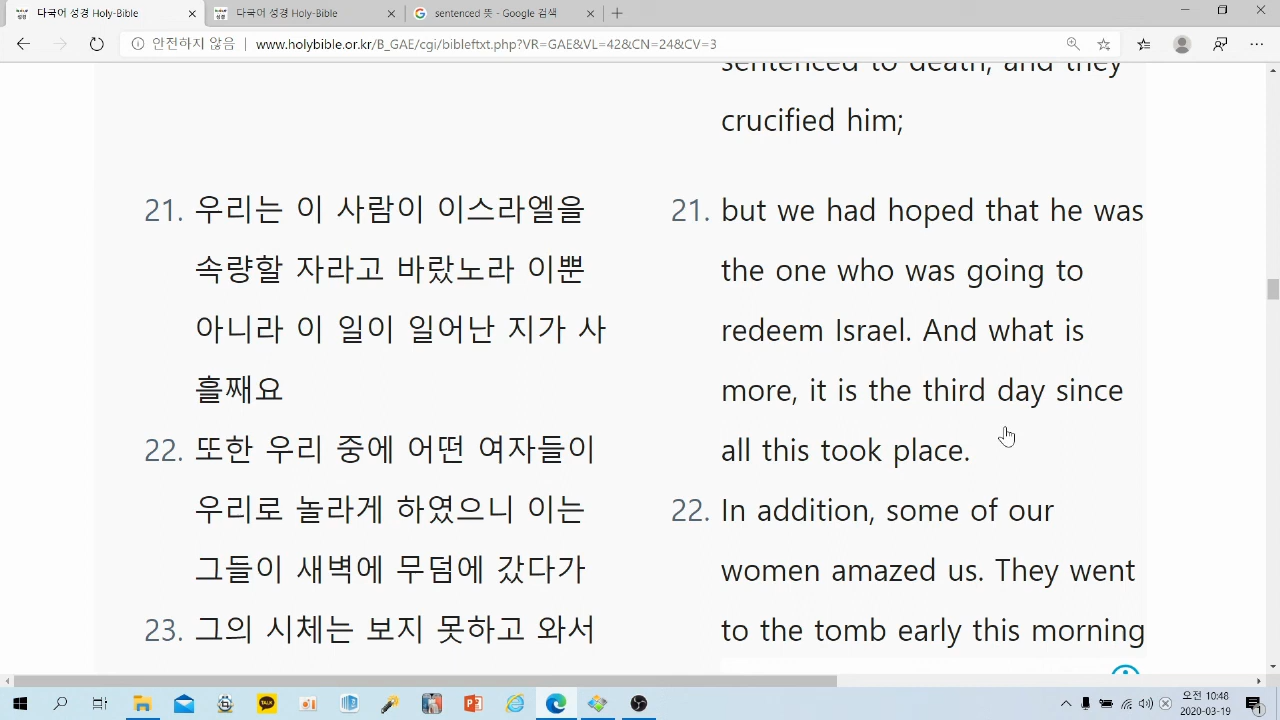 다국어 성경 Holy-Bible
다국어 성경 Holy-Bible
sentenced 뜻 - Google 검색
안전하지 않음
www.holybible.or.kr/B_GAE/cgi/bibleftxt.php?VR=GAE&VL=42&CN=24&CV=3
sentenced to death, and they
crucified him;
21. 우리는 이 사람이 이스라엘을
속량할 자라고 바랐노라 이뿐
아니라 이 일이 일어난 지가 사
흘째요
22. 또한 우리 중에 어떤 여자들이
우리로 놀라게 하였으니 이는
그들이 새벽에 무덤에 갔다가
23. 그의 시체는 보지 못하고 와서
21. but we had hoped that he was
the one who was going to
redeem Israel. And what is
more, it is the third day since
all this took place.
22. In addition, some of our
women amazed us. They went
to the tomb early this morning
오전 10:48
2020-03-19